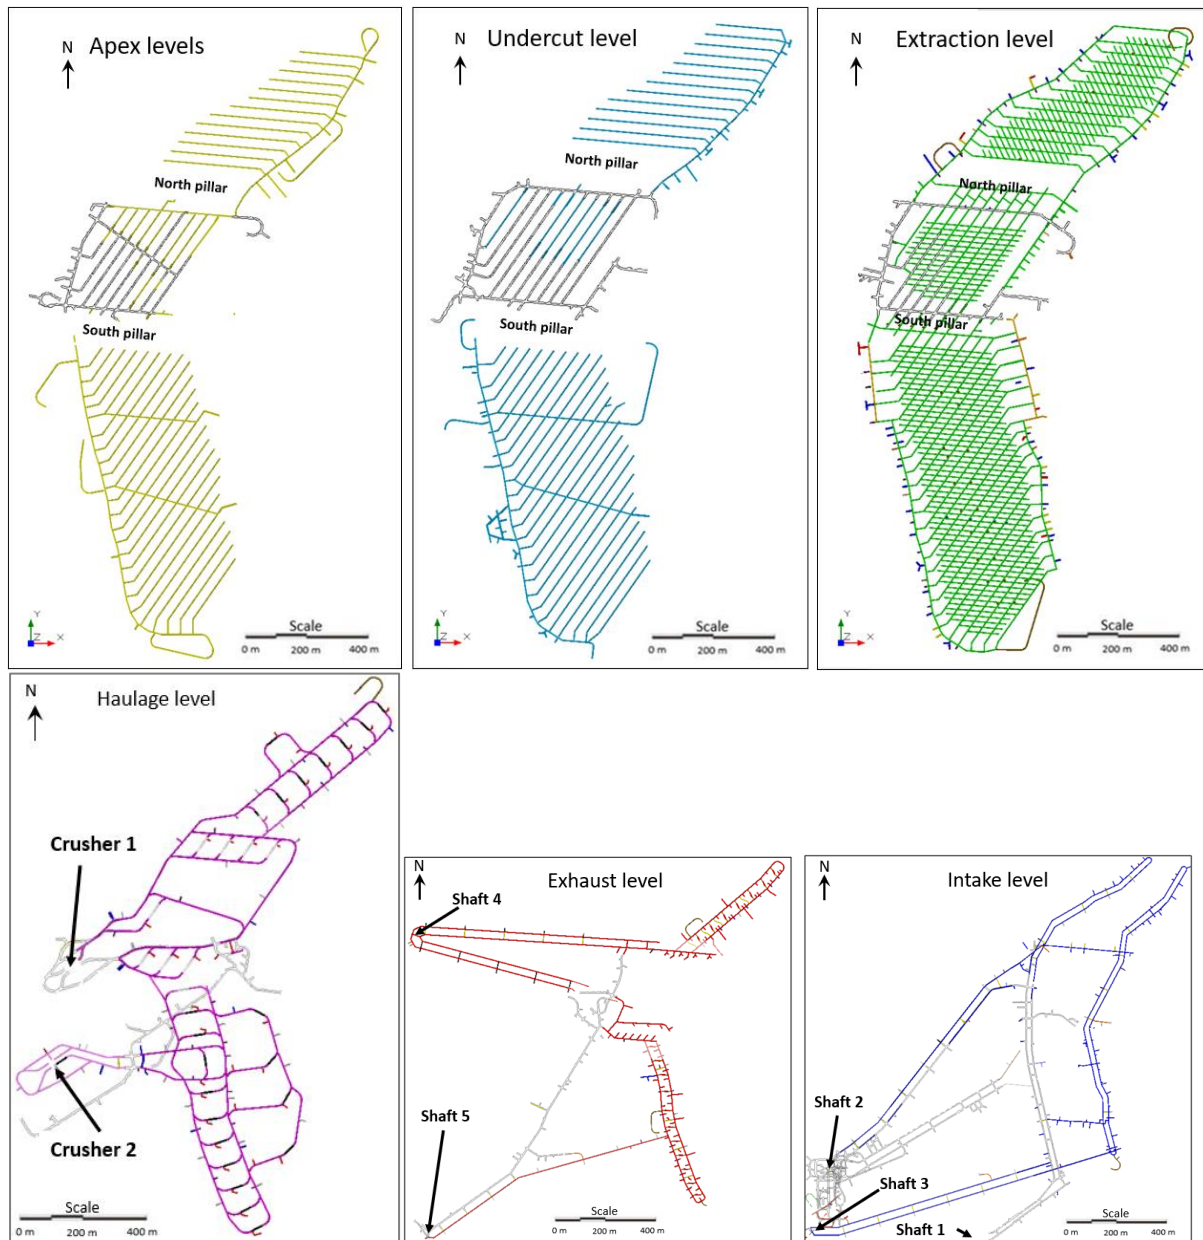 Apex levels
N
North pillar
South pillar
Y
Z
X
Scale
0 m
200 m
400 m
Undercut level
N
North pillar
South pillar
Y
Z
X
Scale
0 m
200 m
400 m
Extraction level
N
North pillar
South pillar
Y
Z
X
Scale
0 m
200 m
400 m
N
Haulage level
Crusher 1
Crusher 2
Scale
0 m
200 m
400 m
N
Exhaust level
Shaft 4
Shaft 5
Scale
0 m
200 m
400 m
N
Intake level
Shaft 2
Shaft 3
Shaft 1
Scale
0 m
200 m
400 m